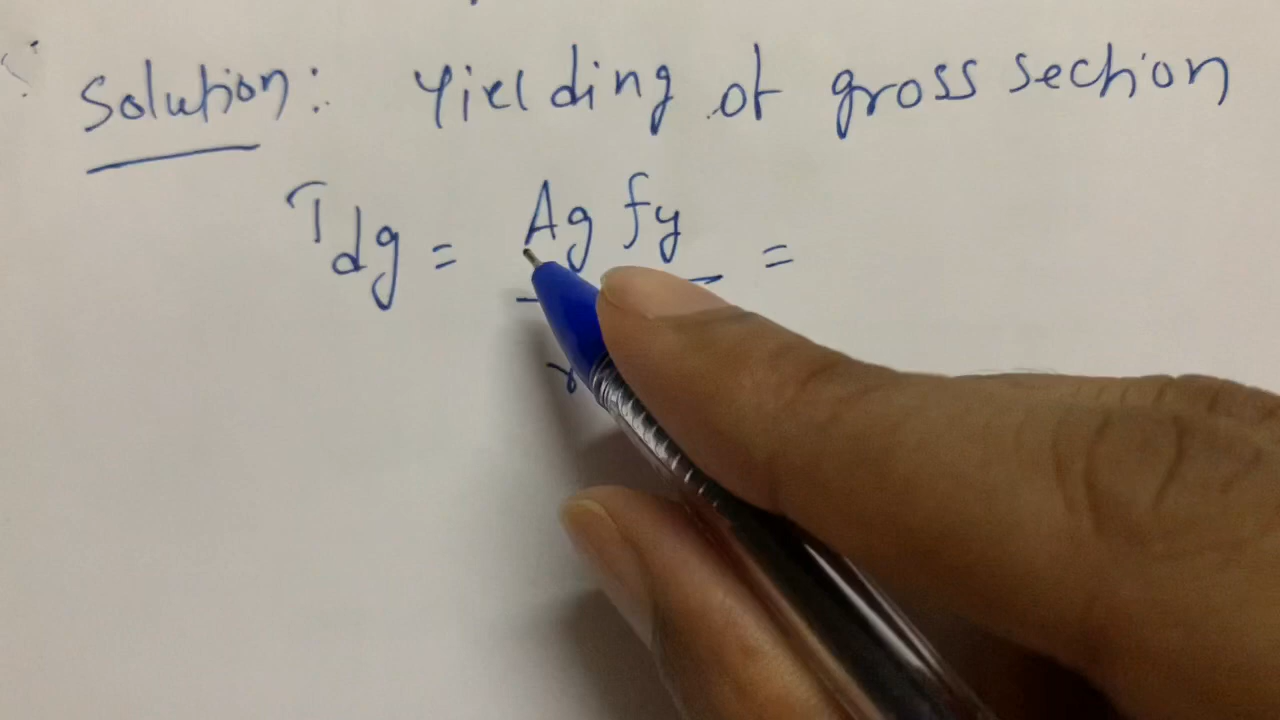 Solution: Yielding of gross section
Tdg = Ag fy =
γ